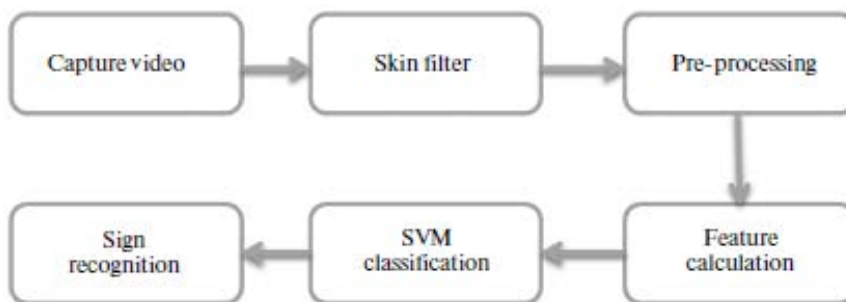 Capture video
Skin filter
Pre-processing
Feature
calculation
SVM
classification
Sign
recognition